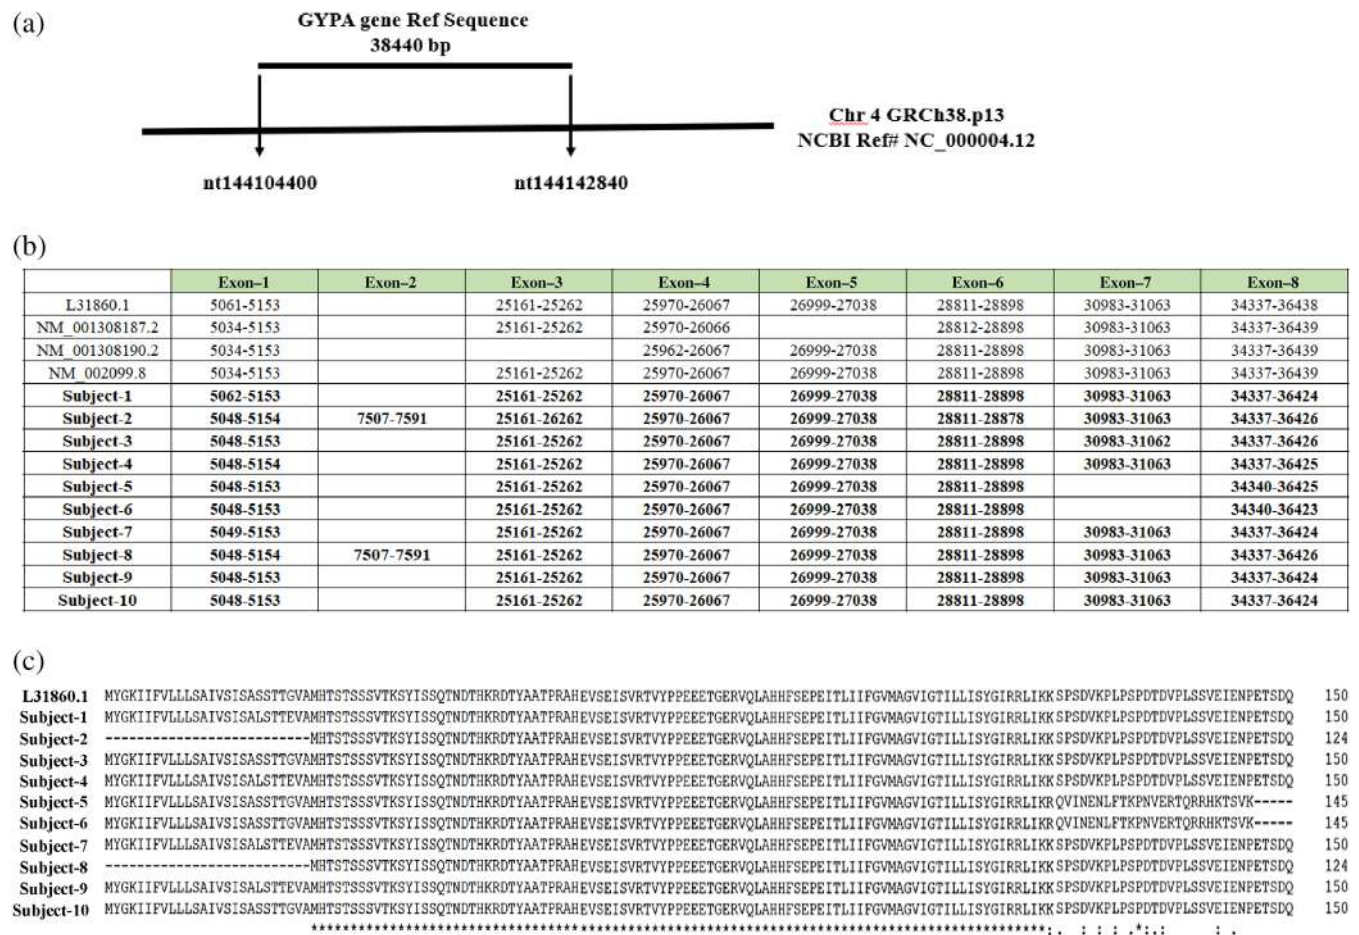 (a)
GYPA gene Ref Sequence
38440 bp
Chr 4 GRCh38.p13
NCBI Ref# NC_000004.12
nt144104400 nt144142840
(b)
Exon–1 Exon–2 Exon–3 Exon–4 Exon–5 Exon–6 Exon–7 Exon–8
L31860.1 5061-5153 25161-25262 25970-26067 26999-27038 28811-28898 30983-31063 34337-36438
NM_001308187.2 5034-5153 25161-25262 25970-26066 28812-28898 30983-31063 34337-36439
NM_001308190.2 5034-5153 25962-26067 26999-27038 28811-28898 30983-31063 34337-36439
NM_002099.8 5034-5153 25161-25262 25970-26067 26999-27038 28811-28898 30983-31063 34337-36439
Subject-1 5062-5153 25161-25262 25970-26067 26999-27038 28811-28898 30983-31063 34337-36424
Subject-2 5048-5154 7507-7591 25161-26262 25970-26067 26999-27038 28811-28878 30983-31063 34337-36426
Subject-3 5048-5153 25161-25262 25970-26067 26999-27038 28811-28898 30983-31062 34337-36426
Subject-4 5048-5154 25161-25262 25970-26067 26999-27038 28811-28898 30983-31063 34337-36425
Subject-5 5048-5153 25161-25262 25970-26067 26999-27038 28811-28898 34340-36425
Subject-6 5048-5153 25161-25262 25970-26067 26999-27038 28811-28898 34340-36423
Subject-7 5049-5153 25161-25262 25970-26067 26999-27038 28811-28898 30983-31063 34337-36424
Subject-8 5048-5154 7507-7591 25161-25262 25970-26067 26999-27038 28811-28898 30983-31063 34337-36426
Subject-9 5048-5153 25161-25262 25970-26067 26999-27038 28811-28898 30983-31063 34337-36424
Subject-10 5048-5153 25161-25262 25970-26067 26999-27038 28811-28898 30983-31063 34337-36424
(c)
L31860.1 MYGKIIFVLLLSAIVSISASSTTGVAMHTSTSSSVTKSYISSQTNDTHKRDTYAATPRAHEVSEISVRTVYPPEEETGERVQLAHHFSEPEITLIIFGVMAGVIGTILLISYGIRRLIKKSPSDVKPLPSPDTDVPLSSVEIENPETSDQ 150
Subject-1 MYGKIIFVLLLSAIVSISALSTTEVAMHTSTSSSVTKSYISSQTNDTHKRDTYAATPRAHEVSEISVRTVYPPEEETGERVQLAHHFSEPEITLIIFGVMAGVIGTILLISYGIRRLIKKSPSDVKPLPSPDTDVPLSSVEIENPETSDQ 150
Subject-2 --------------------------MHTSTSSSVTKSYISSQTNDTHKRDTYAATPRAHEVSEISVRTVYPPEEETGERVQLAHHFSEPEITLIIFGVMAGVIGTILLISYGIRRLIKKSPSDVKPLPSPDTDVPLSSVEIENPETSDQ 124
Subject-3 MYGKIIFVLLLSAIVSISASSTTGVAMHTSTSSSVTKSYISSQTNDTHKRDTYAATPRAHEVSEISVRTVYPPEEETGERVQLAHHFSEPEITLIIFGVMAGVIGTILLISYGIRRLIKKSPSDVKPLPSPDTDVPLSSVEIENPETSDQ 150
Subject-4 MYGKIIFVLLLSAIVSISALSTTEVAMHTSTSSSVTKSYISSQTNDTHKRDTYAATPRAHEVSEISVRTVYPPEEETGERVQLAHHFSEPEITLIIFGVMAGVIGTILLISYGIRRLIKKSPSDVKPLPSPDTDVPLSSVEIENPETSDQ 150
Subject-5 MYGKIIFVLLLSAIVSISASSTTGVAMHTSTSSSVTKSYISSQTNDTHKRDTYAATPRAHEVSEISVRTVYPPEEETGERVQLAHHFSEPEITLIIFGVMAGVIGTILLISYGIRRLIKRQVINENLFTKPNVERTQRRHKTSVK----- 145
Subject-6 MYGKIIFVLLLSAIVSISASSTTGVAMHTSTSSSVTKSYISSQTNDTHKRDTYAATPRAHEVSEISVRTVYPPEEETGERVQLAHHFSEPEITLIIFGVMAGVIGTILLISYGIRRLIKRQVINENLFTKPNVERTQRRHKTSVK----- 145
Subject-7 MYGKIIFVLLLSAIVSISASSTTGVAMHTSTSSSVTKSYISSQTNDTHKRDTYAATPRAHEVSEISVRTVYPPEEETGERVQLAHHFSEPEITLIIFGVMAGVIGTILLISYGIRRLIKKSPSDVKPLPSPDTDVPLSSVEIENPETSDQ 150
Subject-8 --------------------------MHTSTSSSVTKSYISSQTNDTHKRDTYAATPRAHEVSEISVRTVYPPEEETGERVQLAHHFSEPEITLIIFGVMAGVIGTILLISYGIRRLIKKSPSDVKPLPSPDTDVPLSSVEIENPETSDQ 124
Subject-9 MYGKIIFVLLLSAIVSISALSTTEVAMHTSTSSSVTKSYISSQTNDTHKRDTYAATPRAHEVSEISVRTVYPPEEETGERVQLAHHFSEPEITLIIFGVMAGVIGTILLISYGIRRLIKKSPSDVKPLPSPDTDVPLSSVEIENPETSDQ 150
Subject-10 MYGKIIFVLLLSAIVSISASSTTGVAMHTSTSSSVTKSYISSQTNDTHKRDTYAATPRAHEVSEISVRTVYPPEEETGERVQLAHHFSEPEITLIIFGVMAGVIGTILLISYGIRRLIKKSPSDVKPLPSPDTDVPLSSVEIENPETSDQ 150
*********************************************************************************************:. : : : .*:.: : .